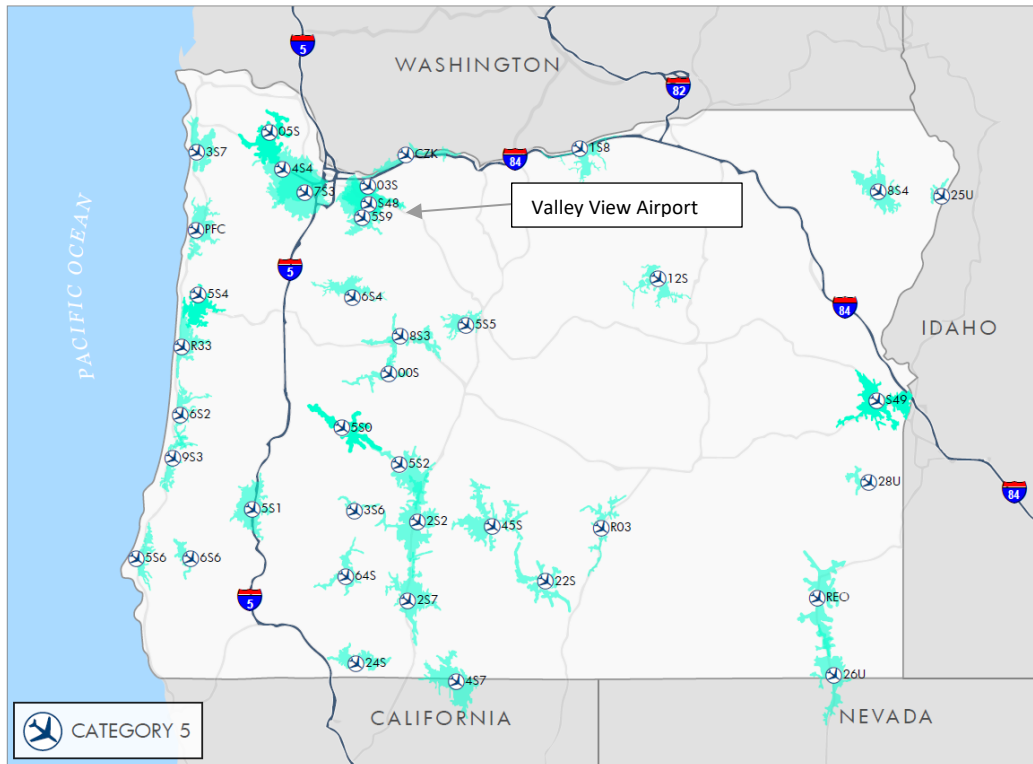 5
WASHINGTON
82
05S
3S7
CZK
84
1S8
4S4
7S3
03S
S48
5S9
Valley View Airport
8S4
25U
PFC
5
12S
6S4
5S4
84
IDAHO
PACIFIC OCEAN
5S5
8S3
R33
00S
S49
6S2
5S0
9S3
5S2
28U
84
5S1
3S6
2S2
45S
R03
5S6
6S6
64S
22S
5
2S7
REO
24S
4S7
26U
CATEGORY 5
CALIFORNIA
NEVADA